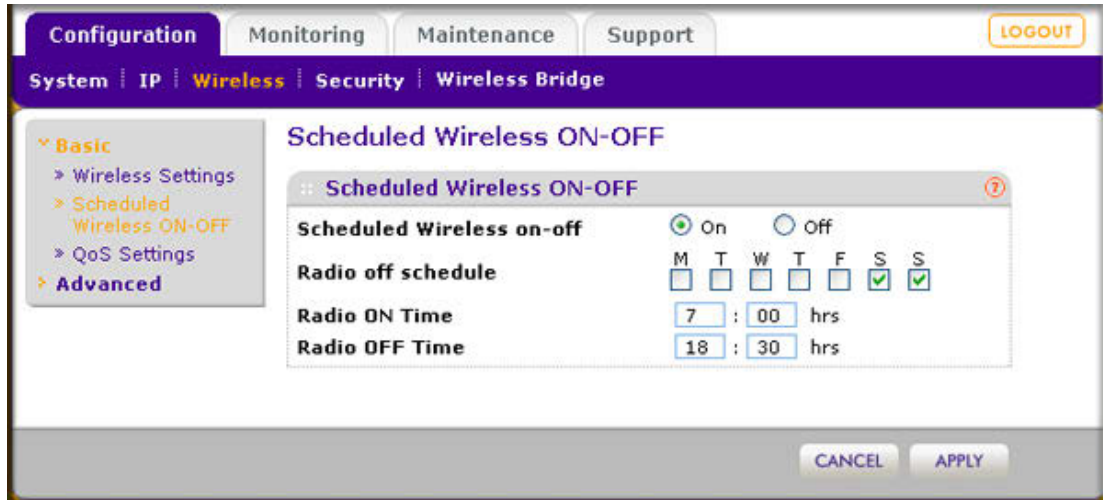 Configuration Monitoring Maintenance Support LOGOUT
System IP Wireless Security Wireless Bridge
Basic
» Wireless Settings
» Scheduled
Wireless ON-OFF
» QoS Settings
Advanced
Scheduled Wireless ON-OFF
Scheduled Wireless ON-OFF ?
Scheduled Wireless on-off On Off
M T W T F S S
Radio off schedule
Radio ON Time 7 : 00 hrs
Radio OFF Time 18 : 30 hrs
CANCEL APPLY